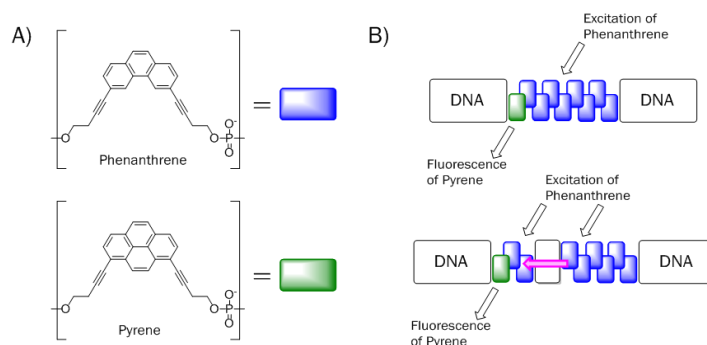 A)
O
O
P
O⁻
O
Phenanthrene
=
O
O
P
O⁻
O
Pyrene
=
B)
Excitation of
Phenanthrene
DNA
DNA
Fluorescence
of Pyrene
Excitation of
Phenanthrene
DNA
DNA
Fluorescence
of Pyrene